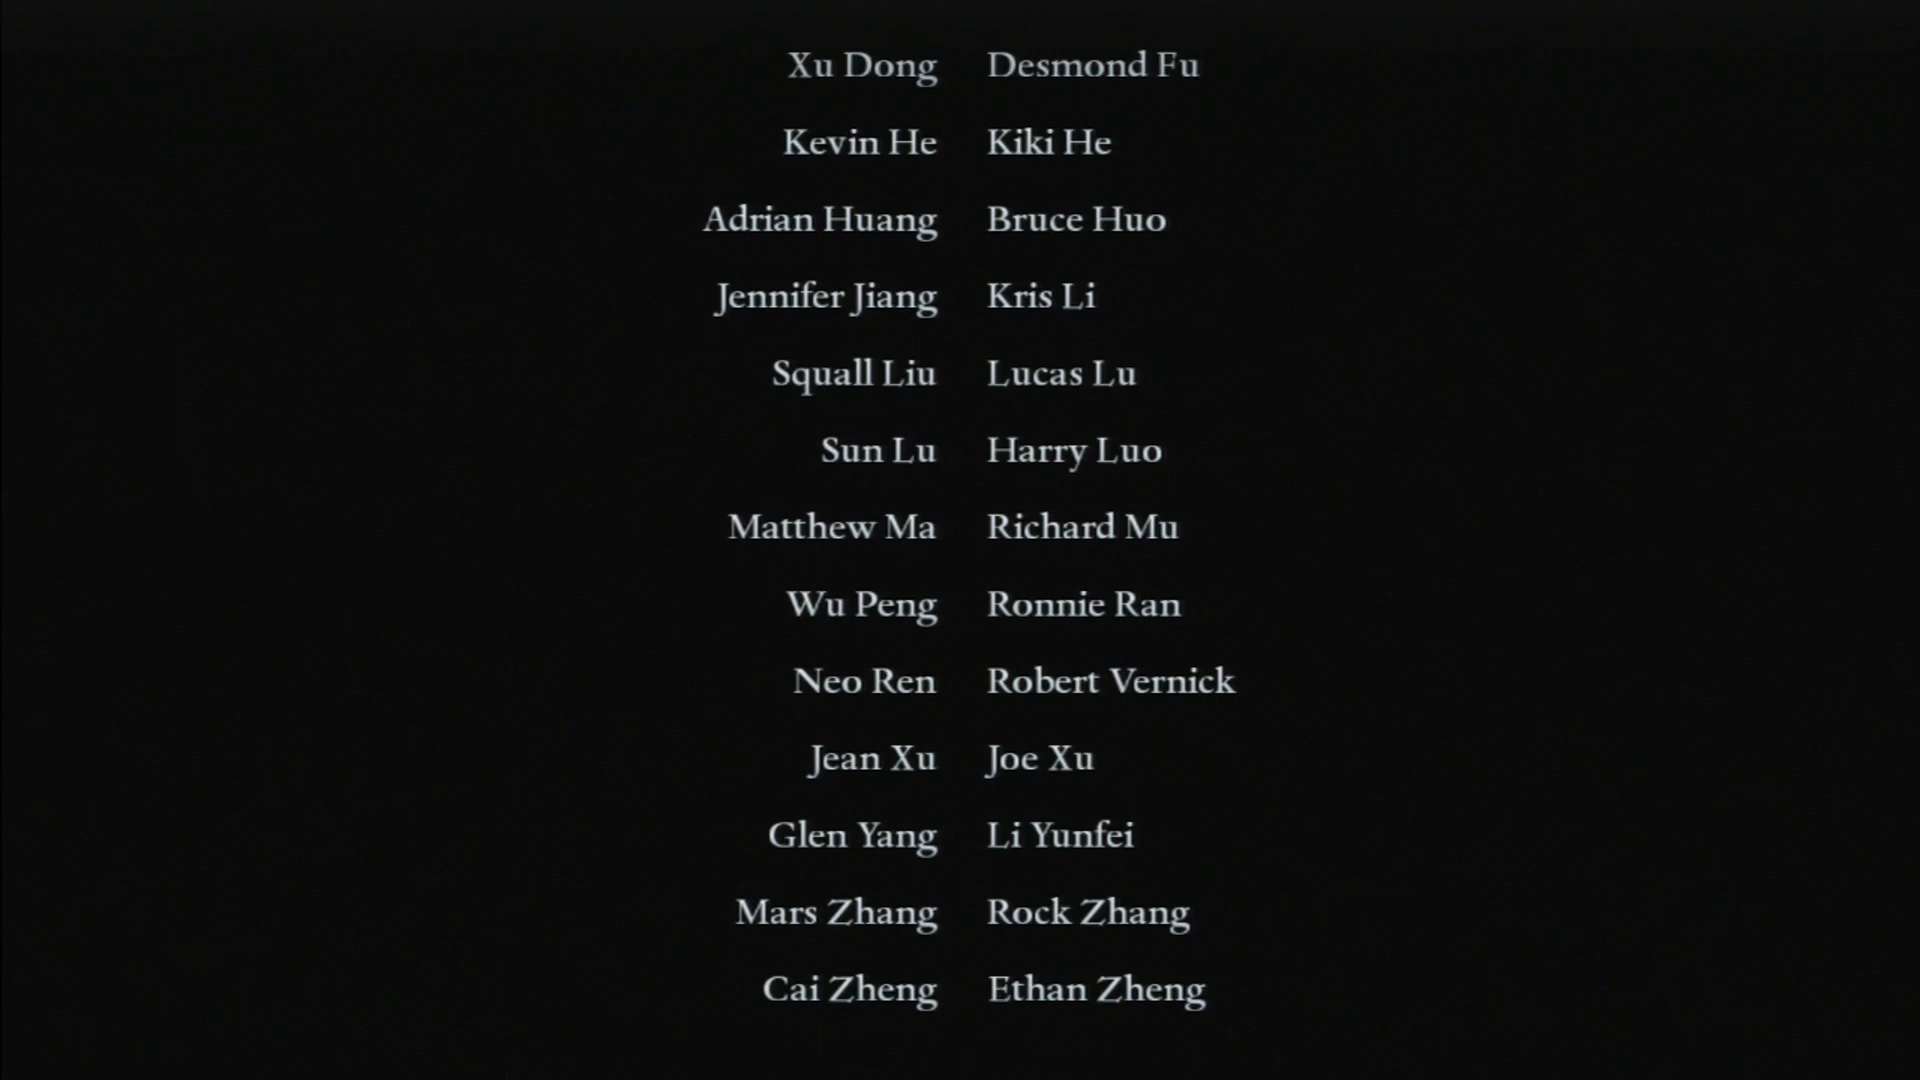 Xu Dong Desmond Fu
Kevin He Kiki He
Adrian Huang Bruce Huo
Jennifer Jiang Kris Li
Squall Liu Lucas Lu
Sun Lu Harry Luo
Matthew Ma Richard Mu
Wu Peng Ronnie Ran
Neo Ren Robert Vernick
Jean Xu Joe Xu
Glen Yang Li Yunfei
Mars Zhang Rock Zhang
Cai Zheng Ethan Zheng